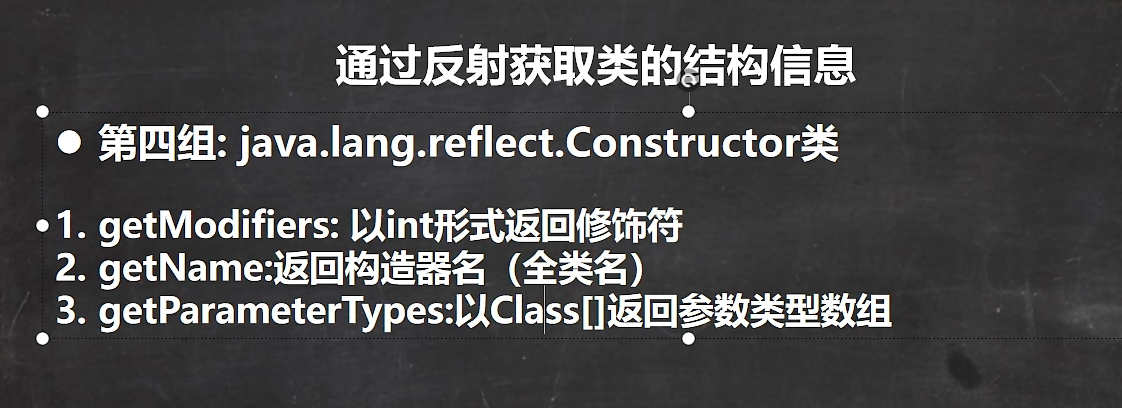 通过反射获取类的结构信息
● 第四组: java.lang.reflect.Constructor类
1. getModifiers: 以int形式返回修饰符
2. getName:返回构造器名（全类名）
3. getParameterTypes:以Class[]返回参数类型数组